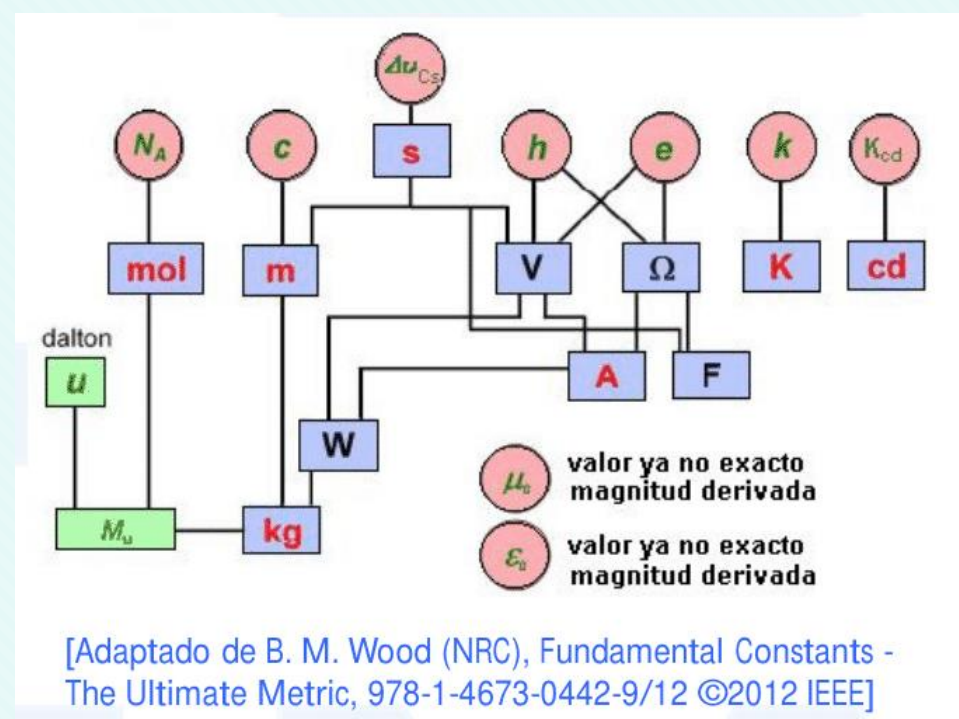 ΔυCs
NA c h e k Kcd
s
mol m V Ω K cd
dalton
u A F
W
μ0 valor ya no exacto
magnitud derivada
Mu kg
ε0 valor ya no exacto
magnitud derivada
[Adaptado de B. M. Wood (NRC), Fundamental Constants -
The Ultimate Metric, 978-1-4673-0442-9/12 ©2012 IEEE]